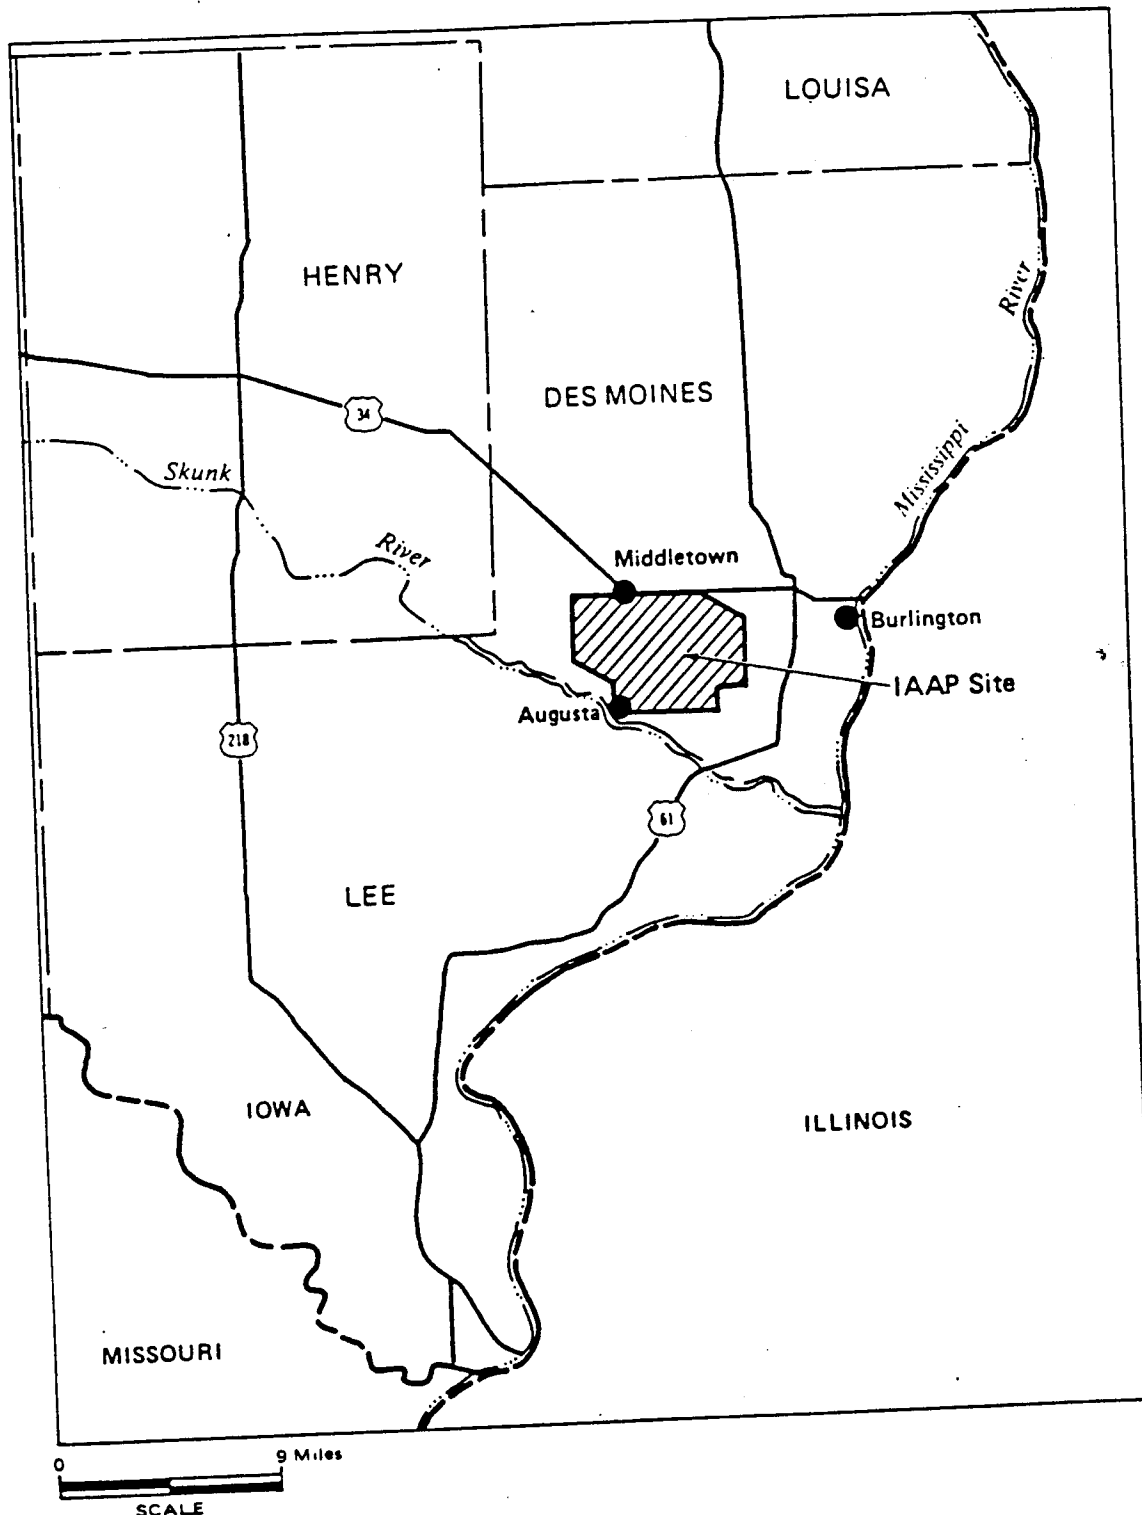 LOUISA
HENRY
River
DES MOINES
34
Mississippi
Skunk
River
Middletown
Burlington
IAAP Site
Augusta
218
61
LEE
IOWA
ILLINOIS
MISSOURI
0 9 Miles
SCALE